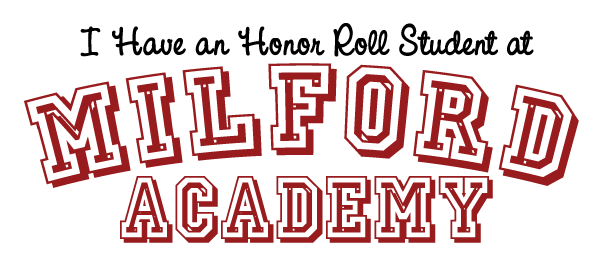 I Have an Honor Roll Student at
MILFORD
ACADEMY